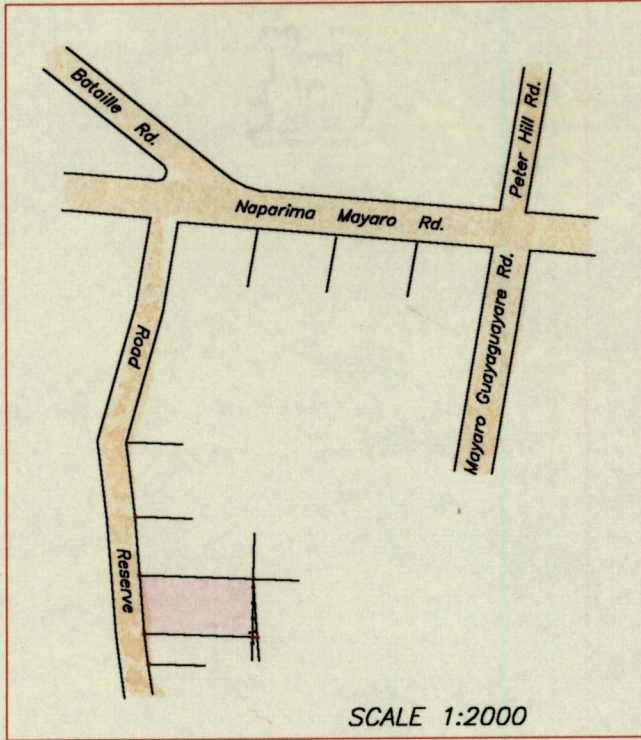 Bataille Rd.
Peter Hill Rd.
Naparima Mayaro Rd.
Mayaro Guayaguayare Rd.
Road
Reserve
SCALE 1:2000